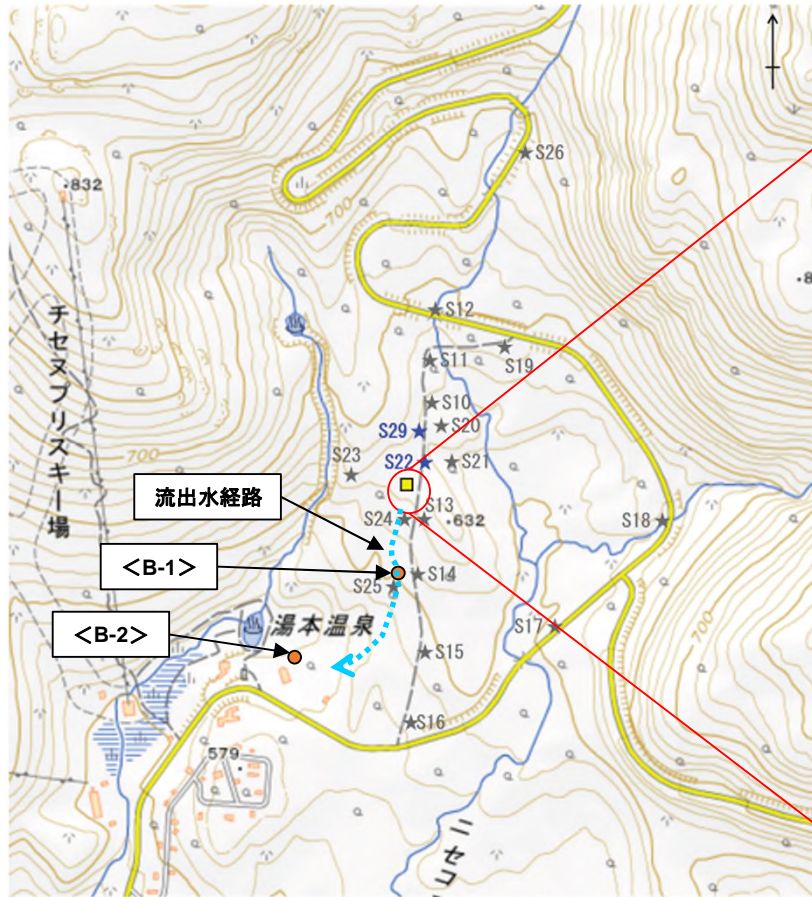 S26
・832
700
S12
チセヌプリスキー場
S11
S19
S10
S20
S29
S22
S21
S23
700
流出水経路
S24
S13
・632
S18
<B-1>
S14
S25
湯本温泉
<B-2>
S17
700
S15
S16
579
ニセコ